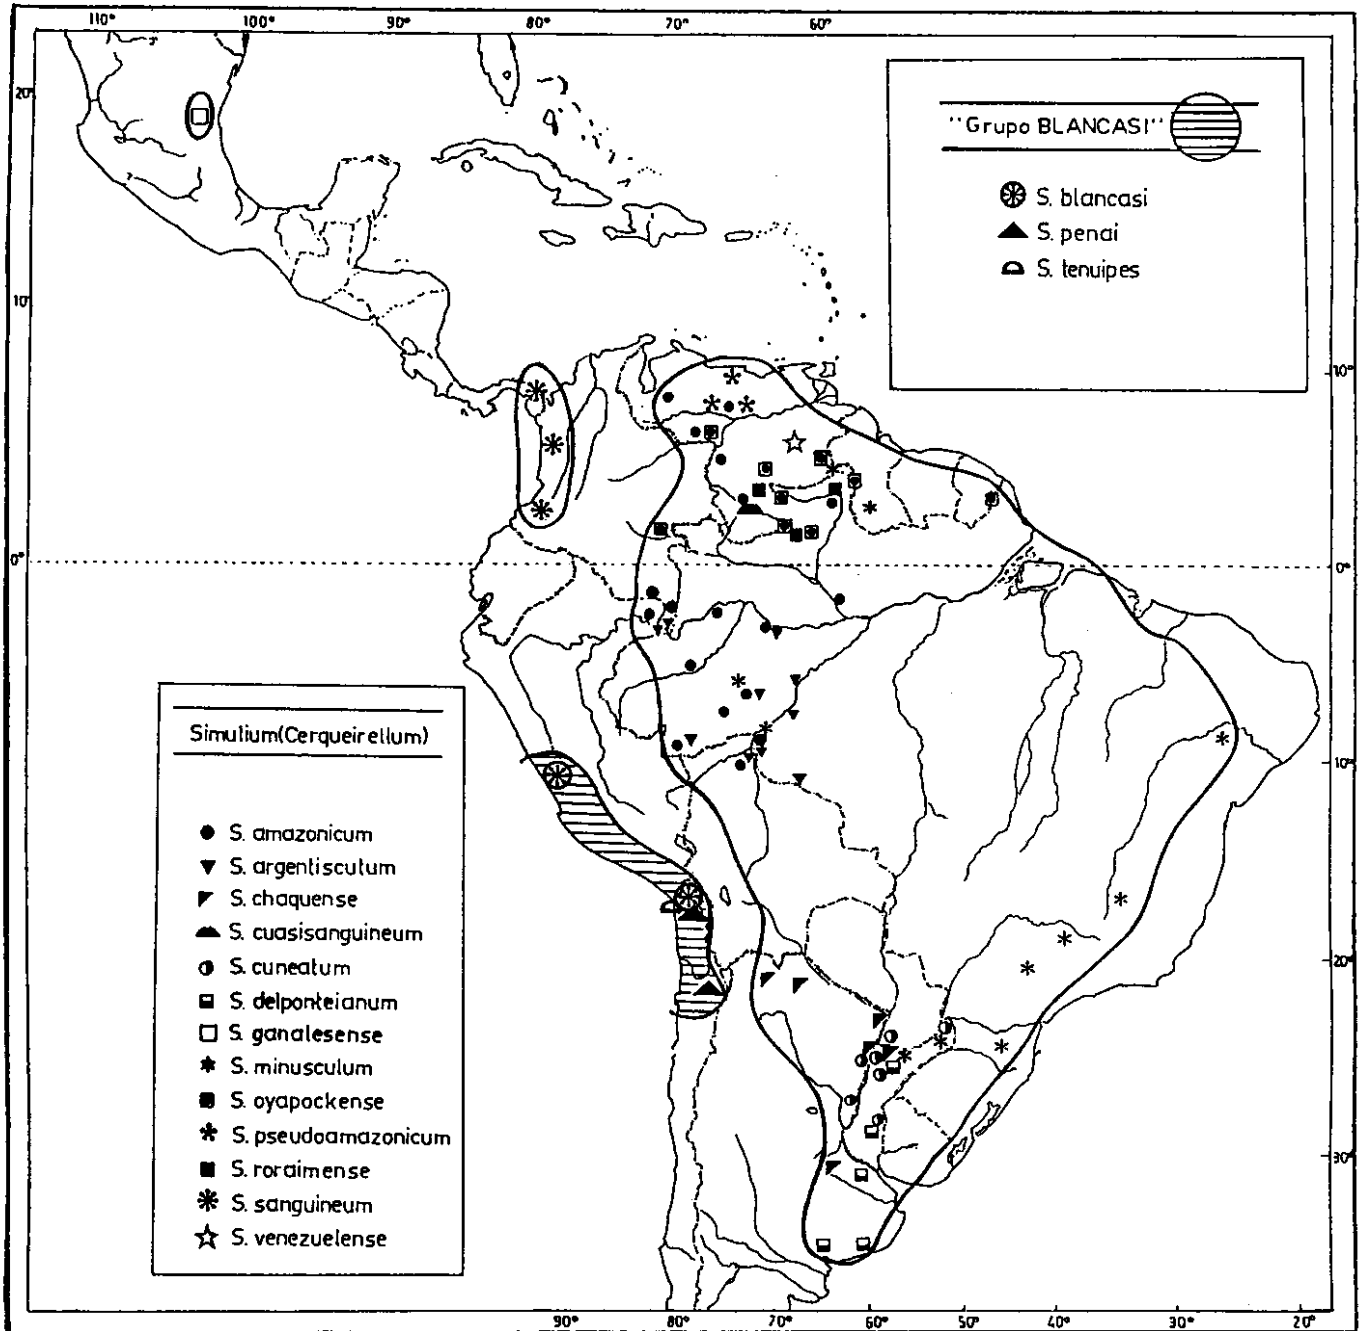 110° 100° 90° 80° 70° 60°
20°
10°
0°
"Grupo BLANCASI"
S. blancasi
S. penai
S. tenuipes
10°
0°
10°
20°
30°
Simulium(Cerqueirellum)
S. amazonicum
S. argentiscutum
S. chaquense
S. cuasisanguineum
S. cuneatum
S. delponteianum
S. ganalesense
S. minusculum
S. oyapockense
S. pseudoamazonicum
S. roraimense
S. sanguineum
S. venezuelense
90° 80° 70° 60° 50° 40° 30° 20°